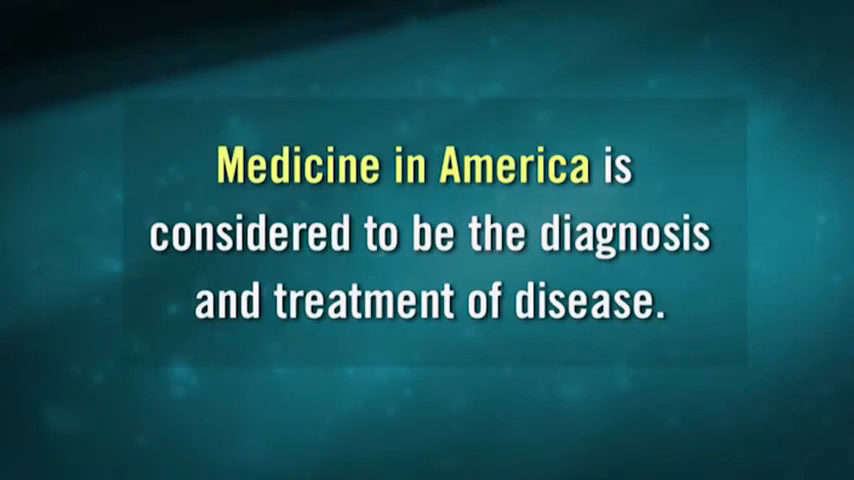 Medicine in America is
considered to be the diagnosis
and treatment of disease.